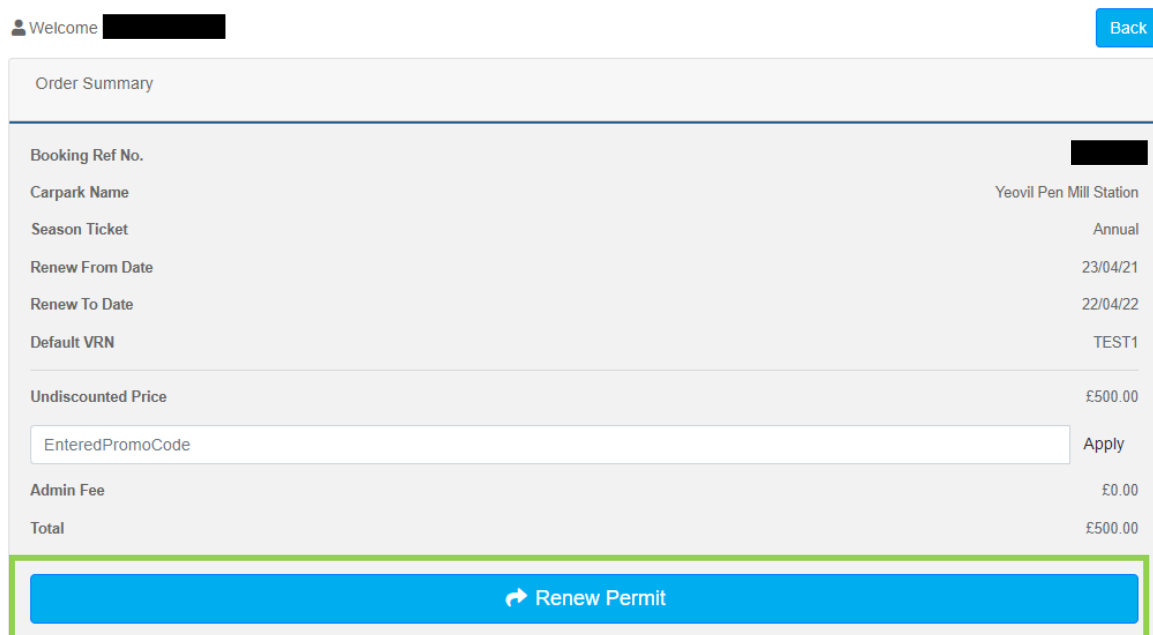 Welcome
Back
Order Summary
Booking Ref No.
Carpark Name Yeovil Pen Mill Station
Season Ticket Annual
Renew From Date 23/04/21
Renew To Date 22/04/22
Default VRN TEST1
Undiscounted Price £500.00
EnteredPromoCode Apply
Admin Fee £0.00
Total £500.00
Renew Permit